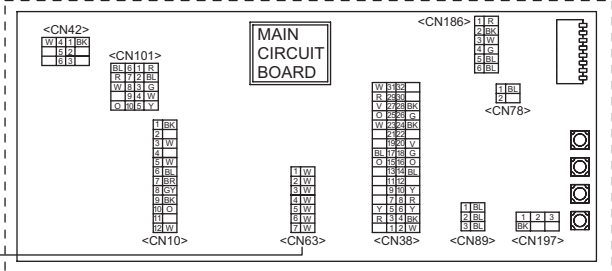 <CN42>
W 4 1 BK
5 2
6 3
<CN101>
BL 6 1 R
R 7 2 BL
W 8 3 G
9 4 W
O 10 5 Y
MAIN
CIRCUIT
BOARD
<CN186>
1 R
2 BK
3 W
4 G
5 BL
6 BL
1 BL
2
<CN78>
1 BK
2
3 W
4
5 W
6 BL
7 BR
8 GY
9 BK
10 O
11
12 W
<CN10>
1 W
2 W
3 W
4 W
5 W
6 W
7 W
<CN63>
W 31 32
R 29 30
V 27 28 BK
O 25 26 G
W 23 24 BK
21 22
19 20 V
BL 17 18 G
O 15 16 O
13 14 BL
11 12
9 10 Y
7 8 R
Y 5 6 Y
R 3 4 BK
1 2 W
<CN38>
1 BL
2 BL
3 BL
<CN89>
1 2 3
BK
<CN197>